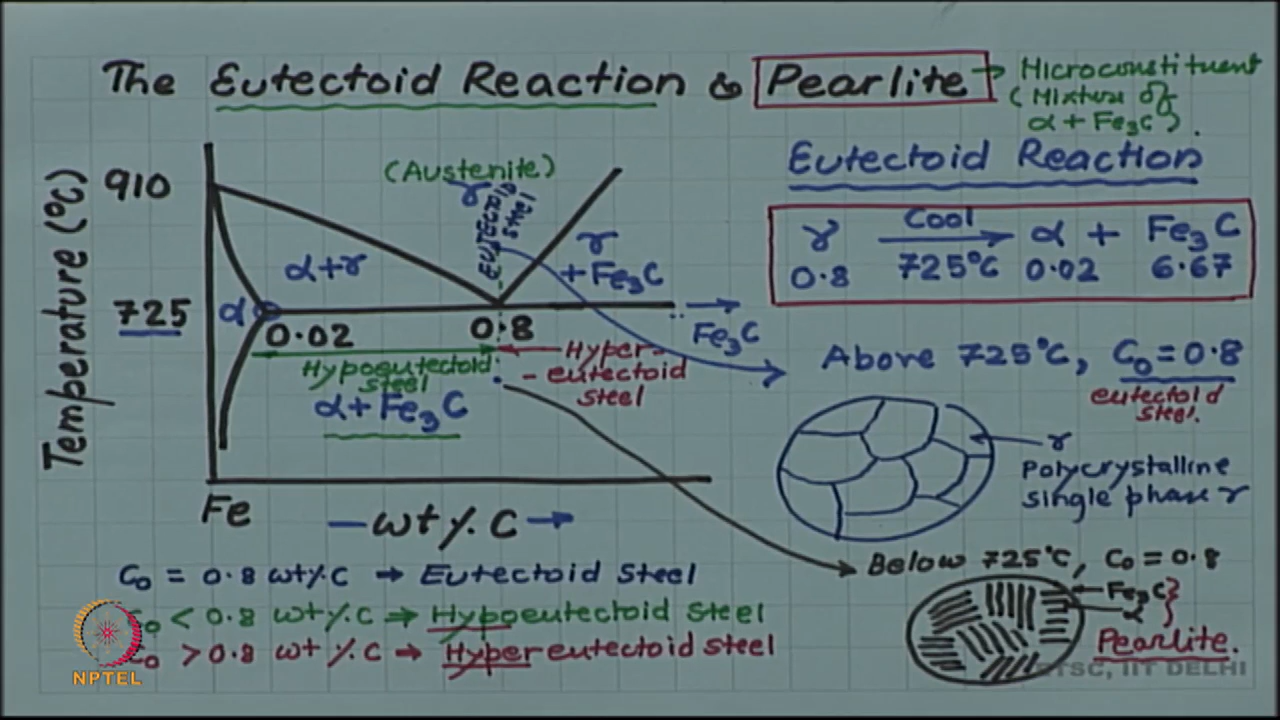 The Eutectoid Reaction & Pearlite → Microconstituent
(Mixture of
α + Fe3C).
Eutectoid Reaction
γ Cool α + Fe3C
0.8 725°C 0.02 6.67
Temperature (°C)
910
725
(Austenite)
γ
EUTECTOID
steel
α+γ
γ
+ Fe3C
α
0.02
0.8
Fe3C
Hypoeutectoid
steel
Hyper-
- eutectoid
steel
α + Fe3C
Fe
wt %. C
Above 725°C, C0 = 0.8
eutectoid
steel.
γ
Polycrystalline
single phase γ
Below 725°C, C0 = 0.8
Fe3C
α
Pearlite.
C0 = 0.8 wt%C → Eutectoid Steel
C0 < 0.8 wt%.C ⇒ Hypoeutectoid steel
C0 > 0.8 wt %.C → Hypereutectoid steel
NPTEL
ETSC, IIT DELHI